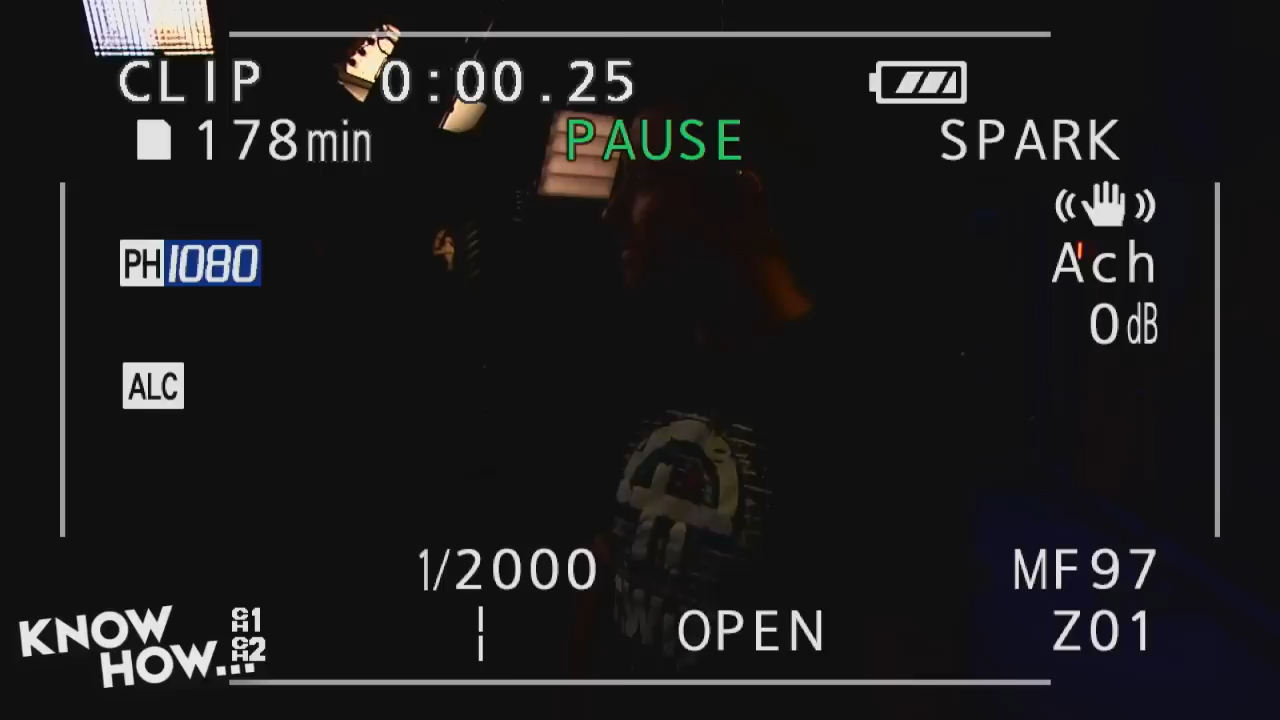 CLIP 0:00.25
178min PAUSE SPARK
PH 1080 Ach
0dB
ALC
1/2000 MF97
CH1
CH2
OPEN Z01
KNOW
HOW...